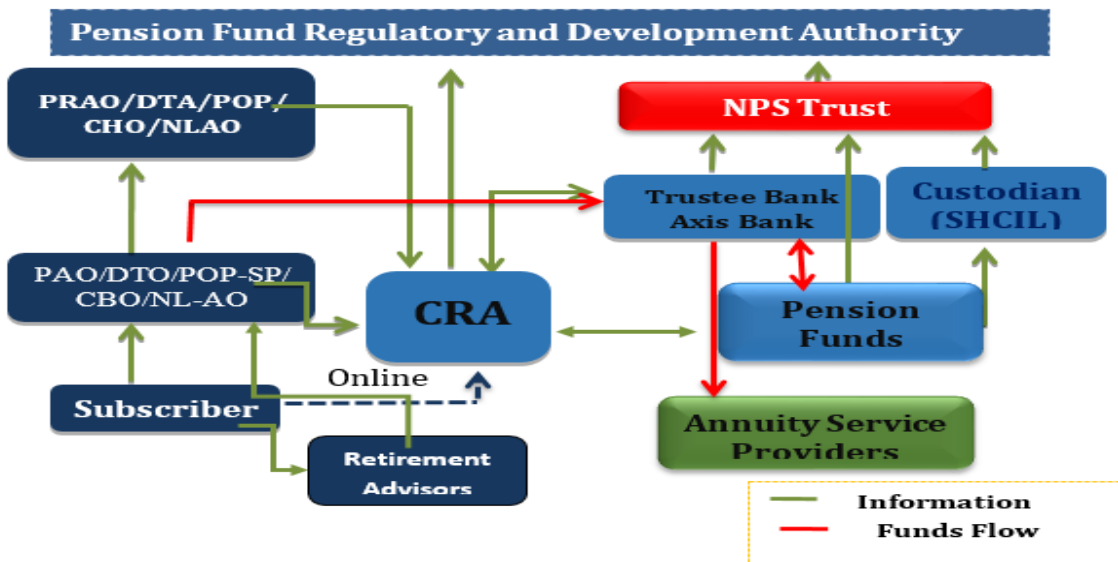 Pension Fund Regulatory and Development Authority
PRAO/DTA/POP/
CHO/NLAO
NPS Trust
Trustee Bank
Axis Bank
Custodian
(SHCIL)
PAO/DTO/POP-SP/
CBO/NL-AO
CRA
Pension
Funds
Online
Subscriber
Annuity Service
Providers
Retirement
Advisors
Information
Funds Flow